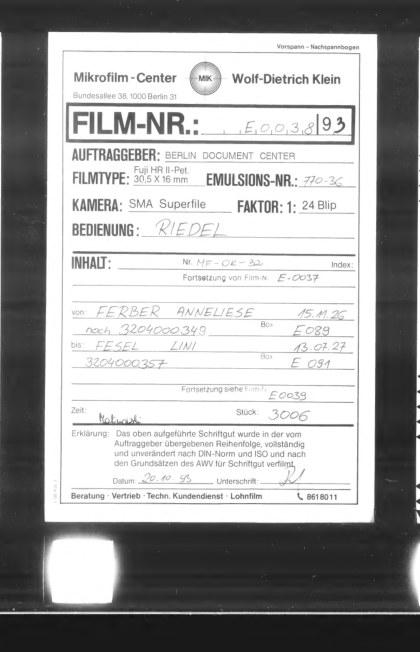 Vorspann – Nachspannbogen
Mikrofilm-Center MIK Wolf-Dietrich Klein
Bundesallee 38, 1000 Berlin 31
FILM-NR.: E,0,0,3,8|93
AUFTRAGGEBER: BERLIN DOCUMENT CENTER
FILMTYPE: Fuji HR II-Pet. 30,5 X 16 mm EMULSIONS-NR.: 770-36
KAMERA: SMA Superfile FAKTOR: 1: 24 Blip
BEDIENUNG: RIEDEL
INHALT: Nr. MF-OK-32 Index:
Fortsetzung von Film-N. E-0037
von: FERBER ANNELIESE 15.11.26
noch 3204000349 Box E089
bis: FESEL LINI 13.07.27
3204000357 Box E 091
Fortsetzung siehe Film-N. E0039
Zeit: Stück: 3006
Erklärung: Das oben aufgeführte Schriftgut wurde in der vom
Auftraggeber übergebenen Reihenfolge, vollständig
und unverändert nach DIN-Norm und ISO und nach
den Grundsätzen des AWV für Schriftgut verfilmt.
Datum: 20.10.93 Unterschrift:
Beratung · Vertrieb · Techn. Kundendienst · Lohnfilm 8618011